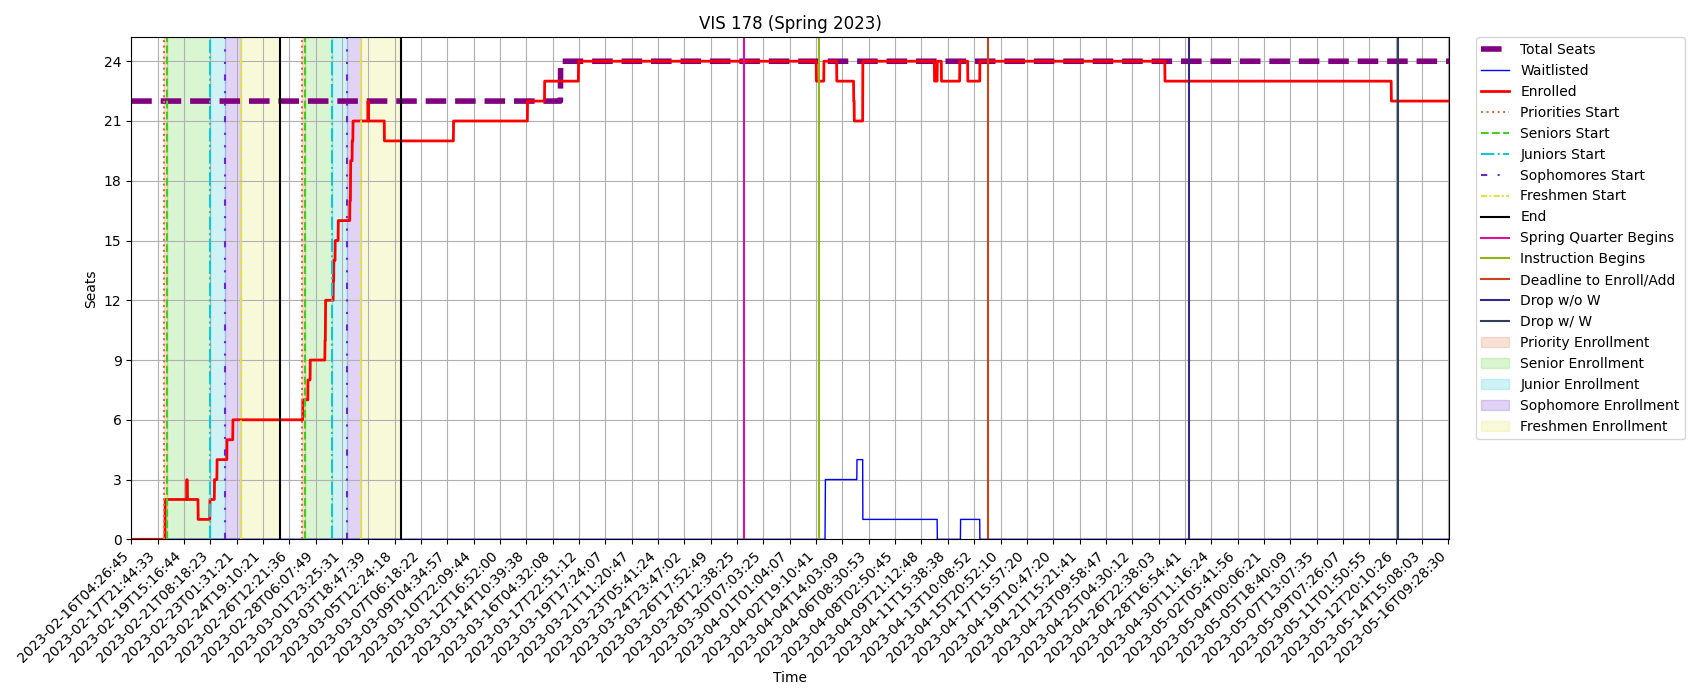 VIS 178 (Spring 2023)
Seats
24
21
18
15
12
9
6
3
0
2023-02-16T04:26:45
2023-02-17T21:44:33
2023-02-19T15:16:44
2023-02-21T08:18:23
2023-02-23T01:31:21
2023-02-24T19:10:21
2023-02-26T12:21:36
2023-02-28T06:07:49
2023-03-01T23:25:31
2023-03-03T18:47:39
2023-03-05T12:24:18
2023-03-07T06:18:22
2023-03-09T04:34:57
2023-03-10T22:09:44
2023-03-12T16:52:00
2023-03-14T10:39:38
2023-03-16T04:32:08
2023-03-17T22:51:12
2023-03-19T17:24:07
2023-03-21T11:20:47
2023-03-23T05:41:24
2023-03-24T23:47:02
2023-03-26T17:52:49
2023-03-28T12:38:25
2023-03-30T07:03:25
2023-04-01T01:04:07
2023-04-02T19:10:41
2023-04-04T14:03:09
2023-04-06T08:30:53
2023-04-08T02:50:45
2023-04-09T21:12:48
2023-04-11T15:38:38
2023-04-13T10:08:52
2023-04-15T20:52:10
2023-04-17T15:57:20
2023-04-19T10:47:20
2023-04-21T15:21:41
2023-04-23T09:58:47
2023-04-25T04:30:12
2023-04-26T22:38:03
2023-04-28T16:54:41
2023-04-30T11:16:24
2023-05-02T05:41:56
2023-05-04T00:06:21
2023-05-05T18:40:09
2023-05-07T13:07:35
2023-05-09T07:26:07
2023-05-11T01:50:55
2023-05-12T20:10:26
2023-05-14T15:08:03
2023-05-16T09:28:30
Time
Total Seats
Waitlisted
Enrolled
Priorities Start
Seniors Start
Juniors Start
Sophomores Start
Freshmen Start
End
Spring Quarter Begins
Instruction Begins
Deadline to Enroll/Add
Drop w/o W
Drop w/ W
Priority Enrollment
Senior Enrollment
Junior Enrollment
Sophomore Enrollment
Freshmen Enrollment